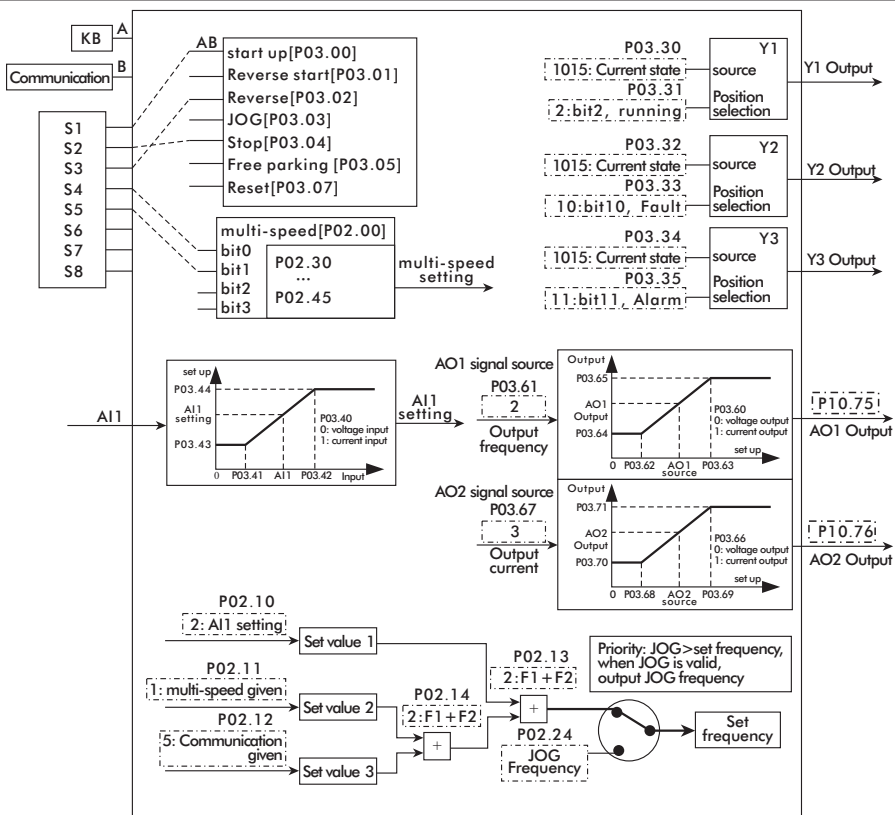 KB
A
Communication
B
S1
S2
S3
S4
S5
S6
S7
S8
AB
start up[P03.00]
Reverse start[P03.01]
Reverse[P03.02]
JOG[P03.03]
Stop[P03.04]
Free parking [P03.05]
Reset[P03.07]
multi-speed[P02.00]
bit0
bit1
bit2
bit3
P02.30
...
P02.45
multi-speed
setting
P03.30
1015: Current state
P03.31
2:bit2, running
Y1
source
Position
selection
Y1 Output
P03.32
1015: Current state
P03.33
10:bit10, Fault
Y2
source
Position
selection
Y2 Output
P03.34
1015: Current state
P03.35
11:bit11, Alarm
Y3
source
Position
selection
Y3 Output
AI1
set up
P03.44
AI1
setting
P03.43
P03.40
0: voltage input
1: current input
0
P03.41
AI1
P03.42
Input
AI1
setting
AO1 signal source
P03.61
2
Output
frequency
Output
P03.65
AO1
Output
P03.64
P03.60
0: voltage output
1: current output
set up
0
P03.62
AO1
source
P03.63
P10.75
AO1 Output
AO2 signal source
P03.67
3
Output
current
Output
P03.71
AO2
Output
P03.70
P03.66
0: voltage output
1: current output
set up
0
P03.68
AO2
source
P03.69
P10.76
AO2 Output
P02.10
2: AI1 setting
Set value 1
P02.11
1: multi-speed given
Set value 2
P02.12
5: Communication
given
Set value 3
P02.14
2:F1+F2
+
P02.13
2:F1+F2
+
P02.24
JOG
Frequency
Priority: JOG>set frequency,
when JOG is valid,
output JOG frequency
Set
frequency